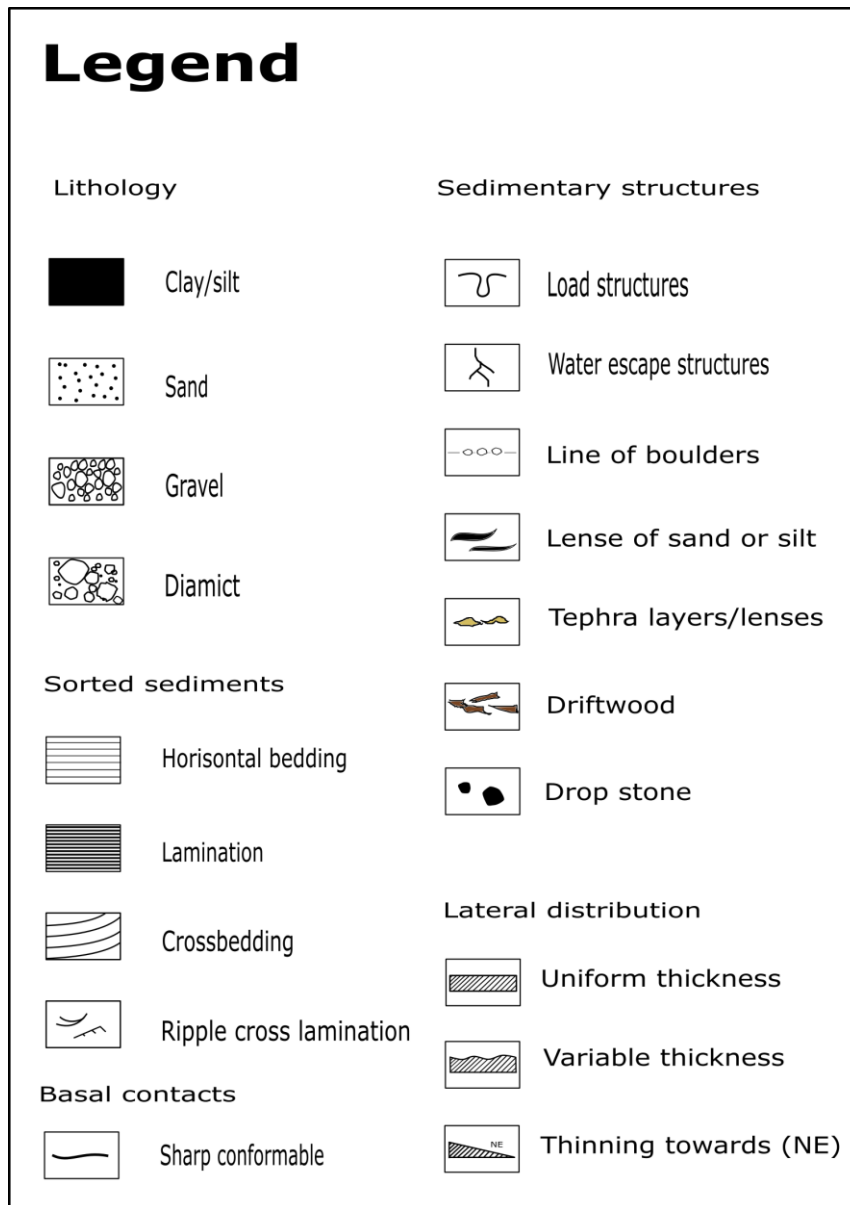 Legend
Lithology
Clay/silt
Sand
Gravel
Diamict
Sorted sediments
Horisontal bedding
Lamination
Crossbedding
Ripple cross lamination
Basal contacts
Sharp conformable
Sedimentary structures
Load structures
Water escape structures
Line of boulders
Lense of sand or silt
Tephra layers/lenses
Driftwood
Drop stone
Lateral distribution
Uniform thickness
Variable thickness
NE
Thinning towards (NE)